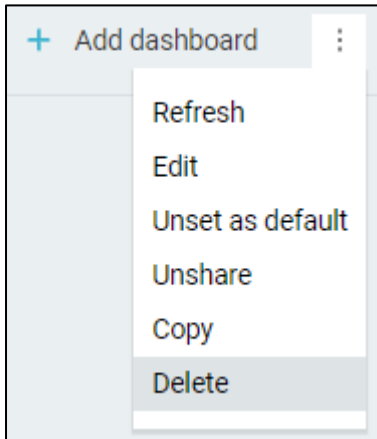 + Add dashboard
Refresh
Edit
Unset as default
Unshare
Copy
Delete